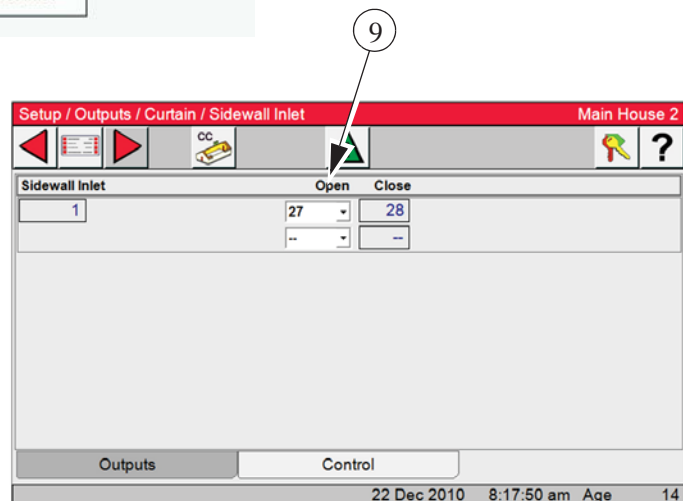 9
Setup / Outputs / Curtain / Sidewall Inlet Main House 2
CC ?
Sidewall Inlet Open Close
1 27 28
-- --
Outputs Control
22 Dec 2010 8:17:50 am Age 14